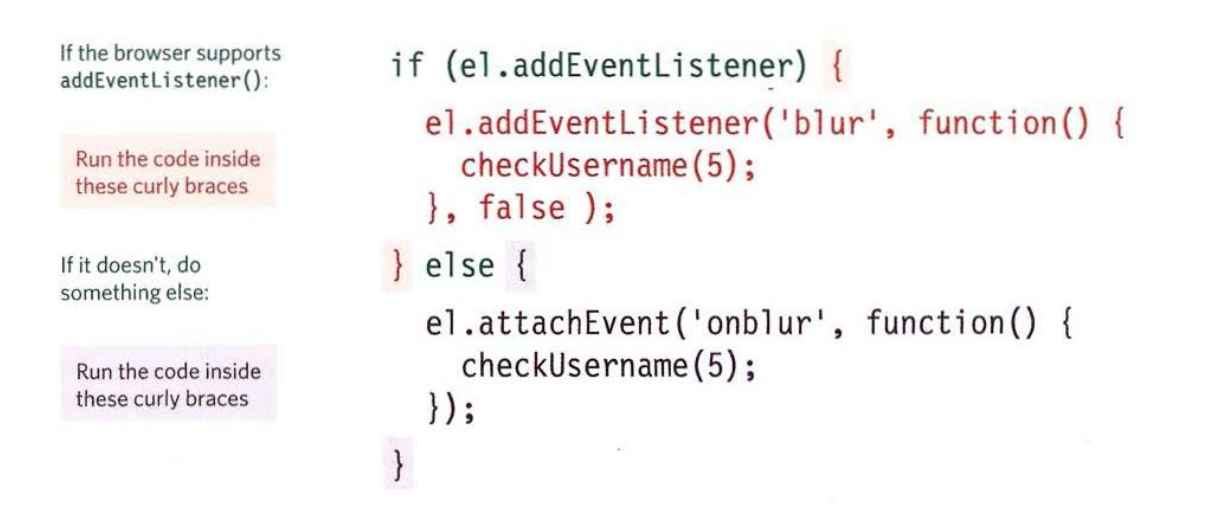 If the browser supports
addEventListener():
Run the code inside
these curly braces
If it doesn't, do
something else:
Run the code inside
these curly braces
if (el.addEventListener) {
el.addEventListener('blur', function() {
checkUsername(5);
}, false );
} else {
el.attachEvent('onblur', function() {
checkUsername(5);
});
}